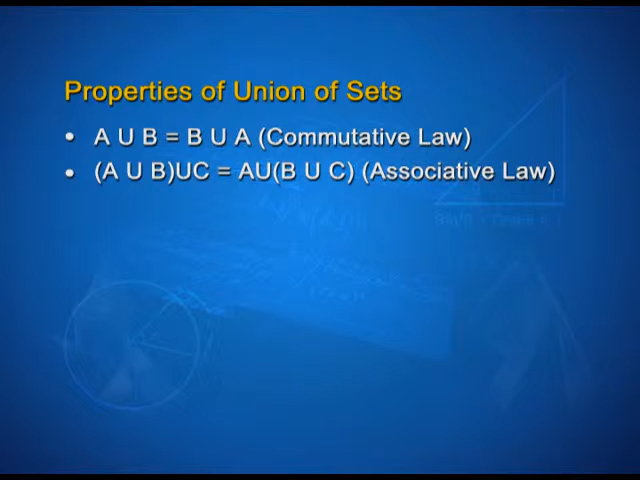 Properties of Union of Sets
• A U B = B U A (Commutative Law)
• (A U B)UC = AU(B U C) (Associative Law)